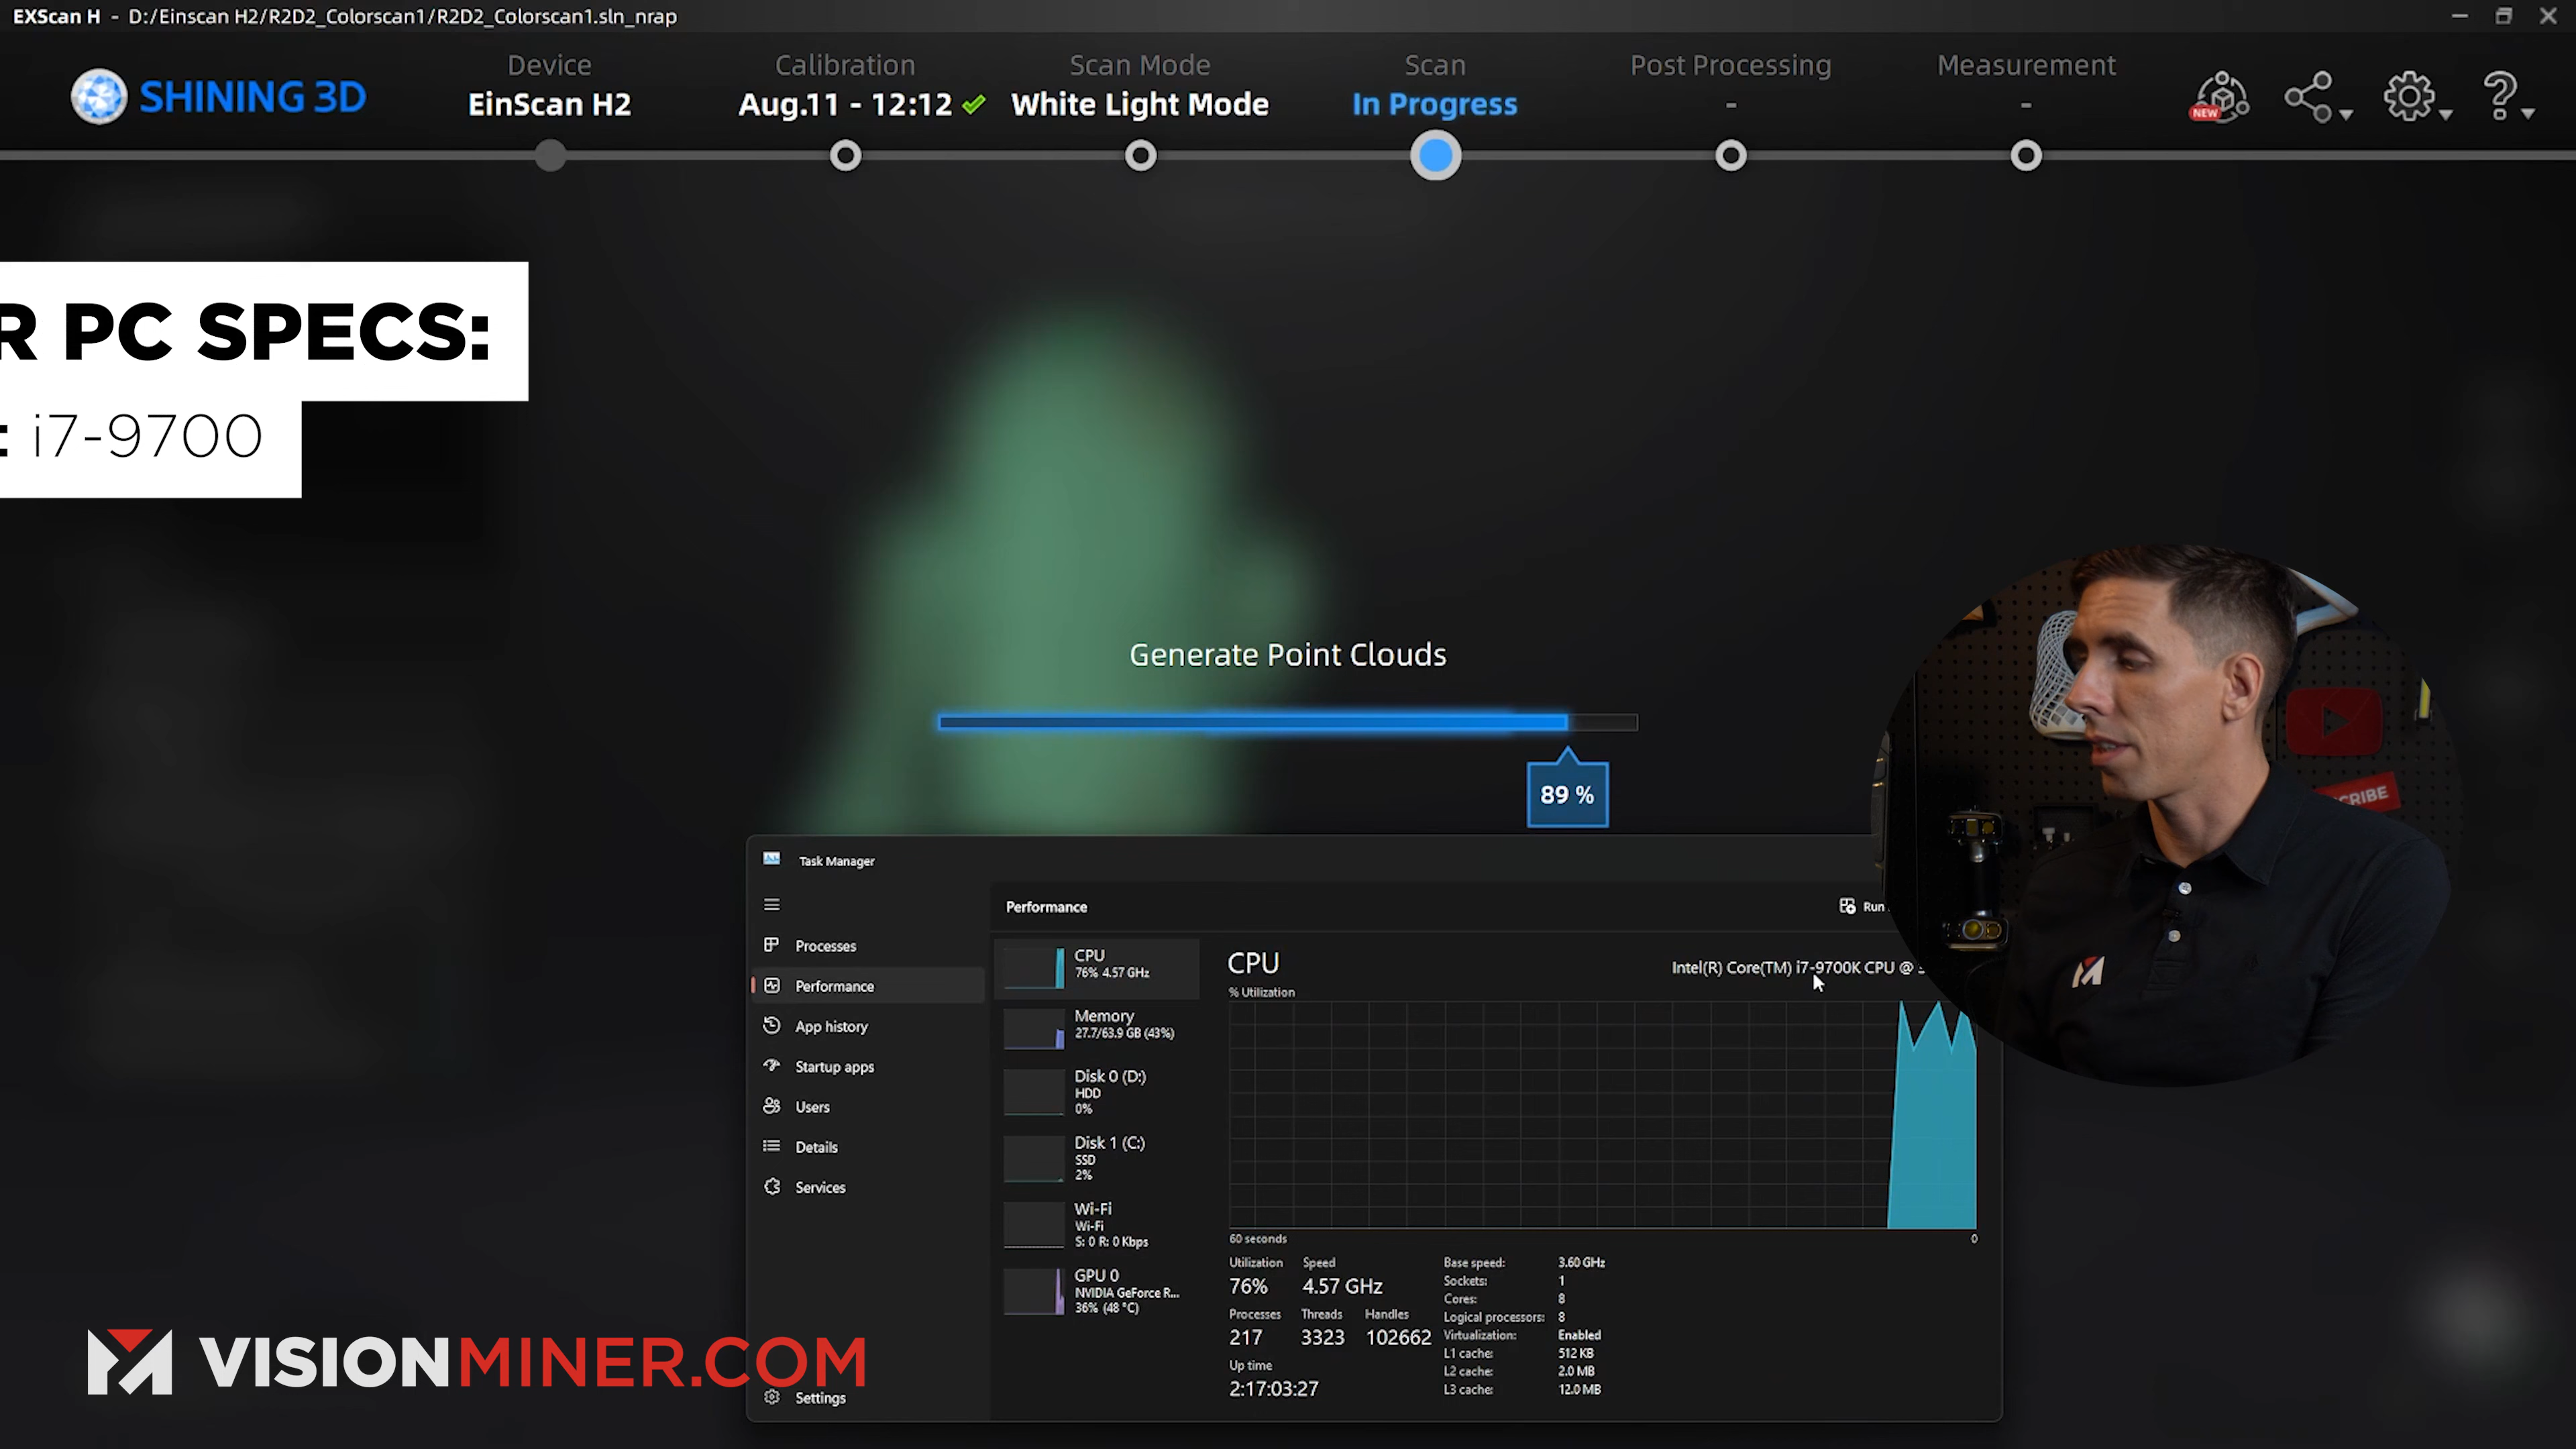 EXScan H - D:/Einscan H2/R2D2_Colorscan1/R2D2_Colorscan1.sln_nrap
SHINING 3D
Device
EinScan H2
Calibration
Aug.11 - 12:12
Scan Mode
White Light Mode
Scan
In Progress
Post Processing
-
Measurement
-
NEW
R PC SPECS:
: i7-9700
Generate Point Clouds
89 %
CRIBE
Task Manager
Processes
Performance
App history
Startup apps
Users
Details
Services
Settings
Performance
Run
CPU
76% 4.57 GHz
Memory
27.7/63.9 GB (43%)
Disk 0 (D:)
HDD
0%
Disk 1 (C:)
SSD
2%
Wi-Fi
Wi-Fi
S: 0 R: 0 Kbps
GPU 0
NVIDIA GeForce R...
36% (48 °C)
CPU
Intel(R) Core(TM) i7-9700K CPU @
% Utilization
60 seconds
0
Utilization
76%
Speed
4.57 GHz
Processes
217
Threads
3323
Handles
102662
Up time
2:17:03:27
Base speed: 3.60 GHz
Sockets: 1
Cores: 8
Logical processors: 8
Virtualization: Enabled
L1 cache: 512 KB
L2 cache: 2.0 MB
L3 cache: 12.0 MB
VISIONMINER.COM